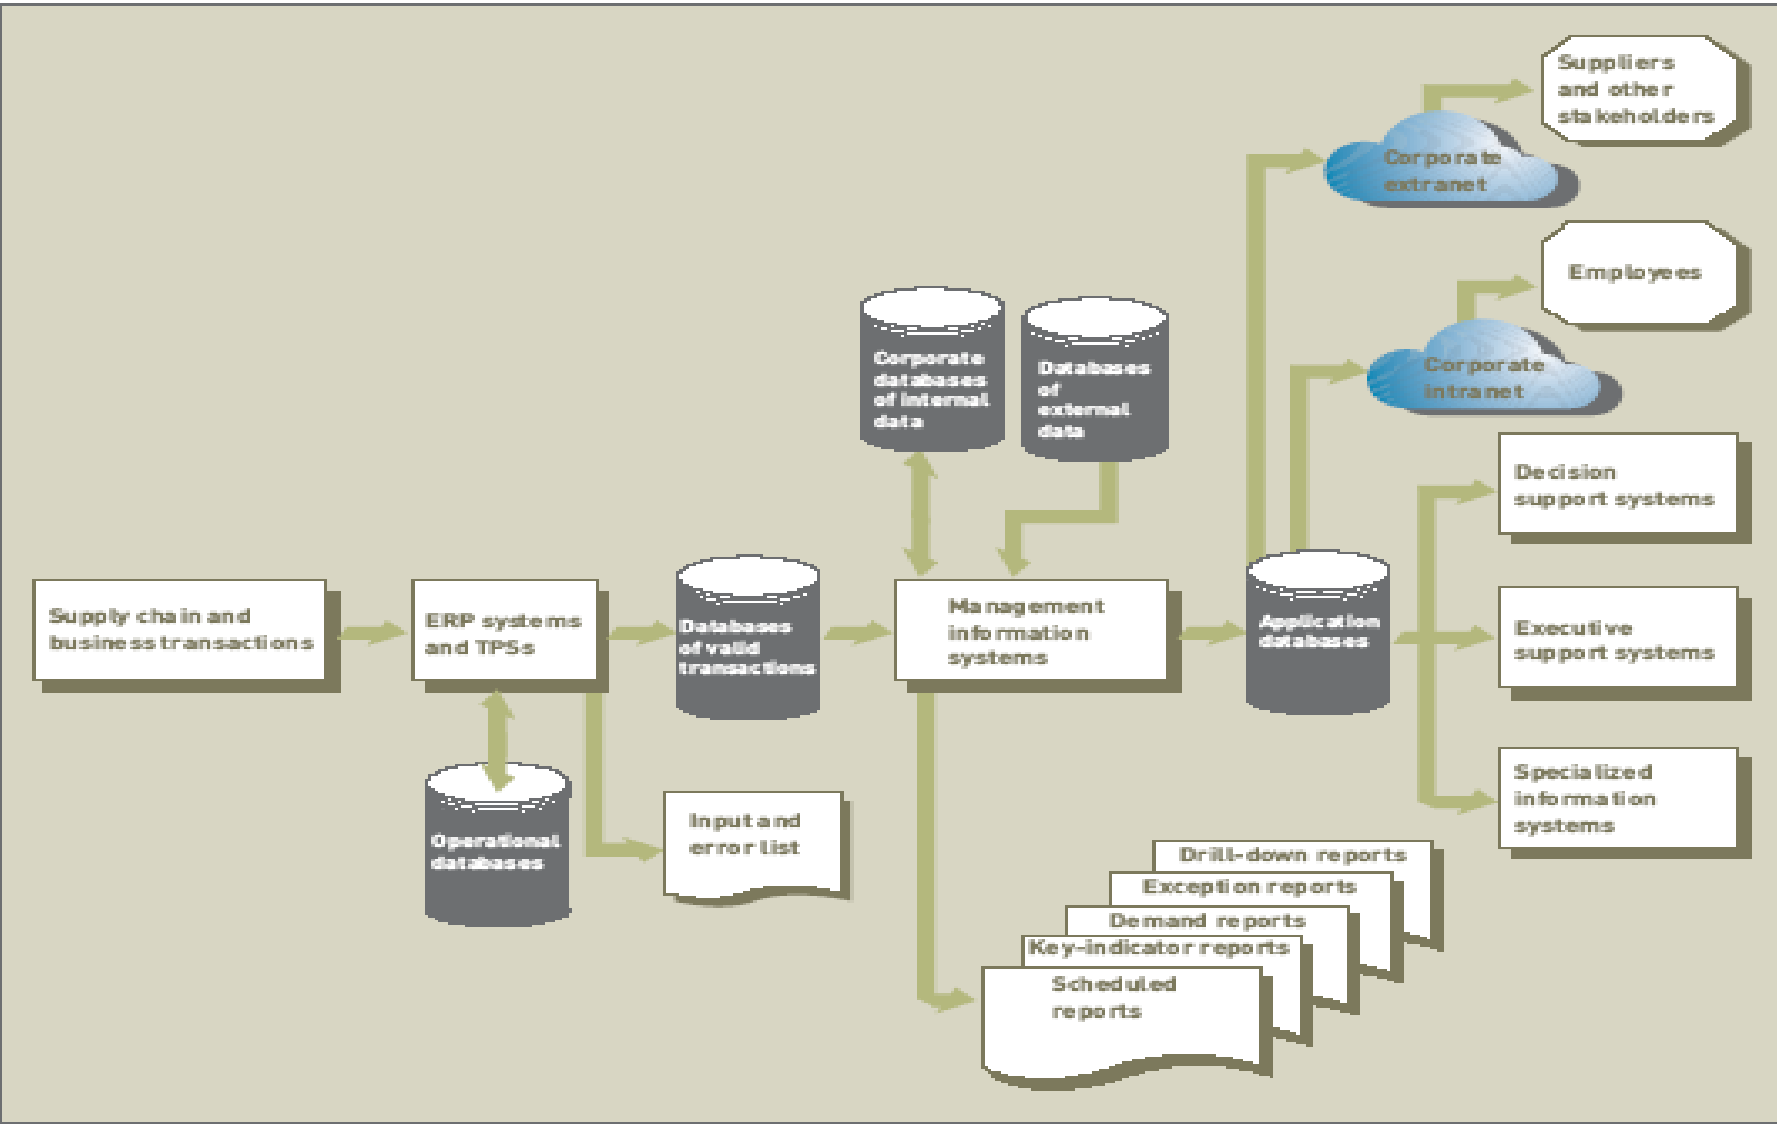 Suppliers
and other
stakeholders
Corporate
extranet
Employees
Corporate
intranet
Corporate
databases
of internal
data
Databases
of
external
data
Decision
support systems
Supply chain and
business transactions
ERP systems
and TPSs
Databases
of valid
transactions
Management
information
systems
Application
databases
Executive
support systems
Operational
databases
Input and
error list
Specialized
information
systems
Drill-down reports
Exception reports
Demand reports
Key-indicator reports
Scheduled
reports